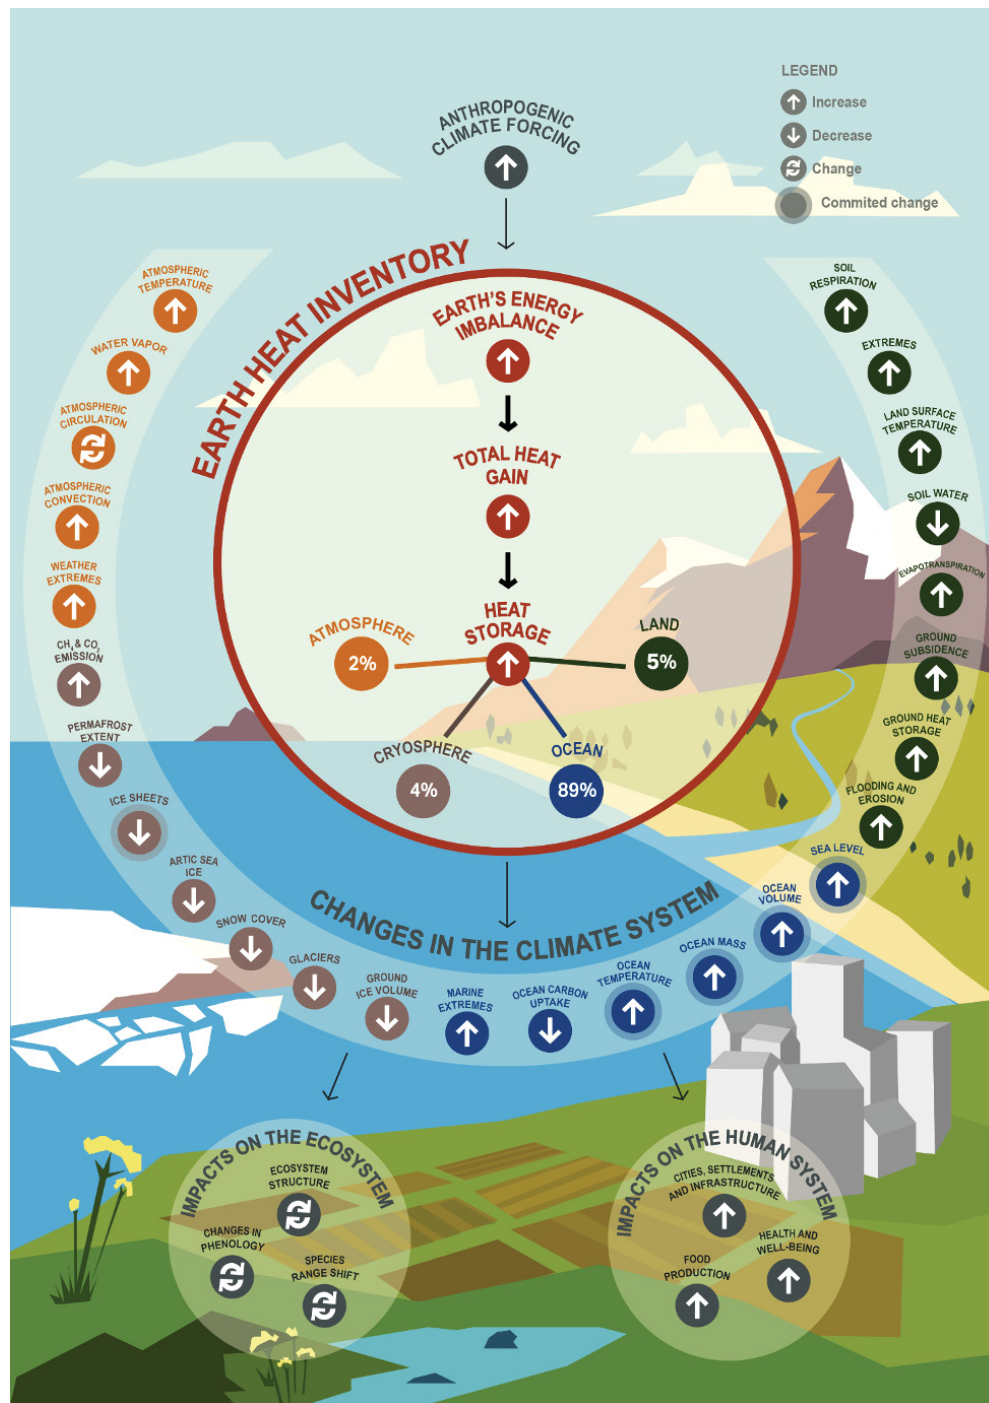 LEGEND
Increase
Decrease
Change
Commited change
ANTHROPOGENIC
CLIMATE FORCING
EARTH HEAT INVENTORY
EARTH'S ENERGY
IMBALANCE
TOTAL HEAT
GAIN
HEAT
STORAGE
ATMOSPHERE
2%
LAND
5%
CRYOSPHERE
4%
OCEAN
89%
CHANGES IN THE CLIMATE SYSTEM
ATMOSPHERIC
TEMPERATURE
WATER VAPOR
ATMOSPHERIC
CIRCULATION
ATMOSPHERIC
CONVECTION
WEATHER
EXTREMES
CH₄ & CO₂
EMISSION
PERMAFROST
EXTENT
ICE SHEETS
ARTIC SEA
ICE
SNOW COVER
GLACIERS
GROUND
ICE VOLUME
MARINE
EXTREMES
OCEAN CARBON
UPTAKE
OCEAN
TEMPERATURE
OCEAN MASS
OCEAN
VOLUME
SEA LEVEL
SOIL
RESPIRATION
EXTREMES
LAND SURFACE
TEMPERATURE
SOIL WATER
EVAPOTRANSPIRATION
GROUND
SUBSIDENCE
GROUND HEAT
STORAGE
FLOODING AND
EROSION
IMPACTS ON THE ECOSYSTEM
ECOSYSTEM
STRUCTURE
CHANGES IN
PHENOLOGY
SPECIES
RANGE SHIFT
IMPACTS ON THE HUMAN SYSTEM
CITIES, SETTLEMENTS
AND INFRASTRUCTURE
HEALTH AND
WELL-BEING
FOOD
PRODUCTION